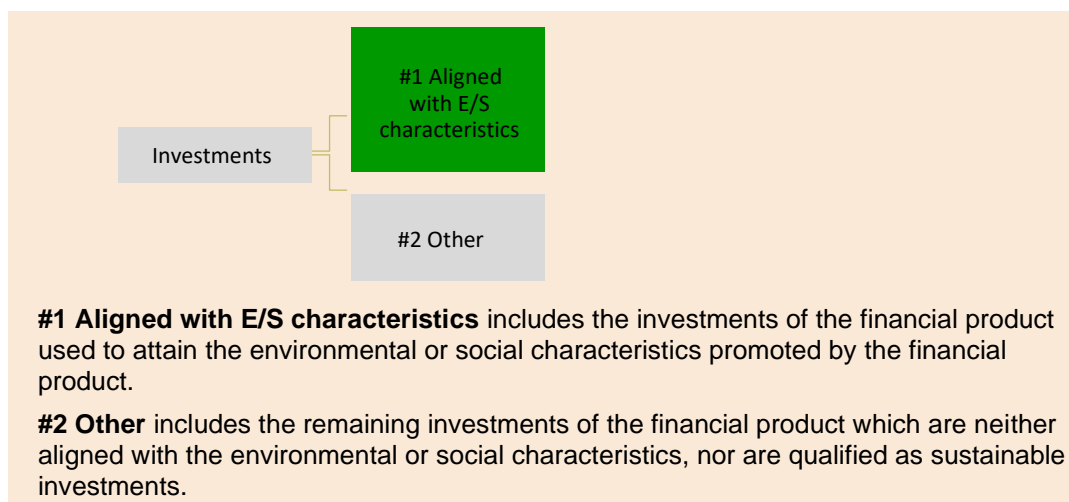 #1 Aligned
with E/S
characteristics
Investments
#2 Other
#1 Aligned with E/S characteristics includes the investments of the financial product
used to attain the environmental or social characteristics promoted by the financial
product.
#2 Other includes the remaining investments of the financial product which are neither
aligned with the environmental or social characteristics, nor are qualified as sustainable
investments.